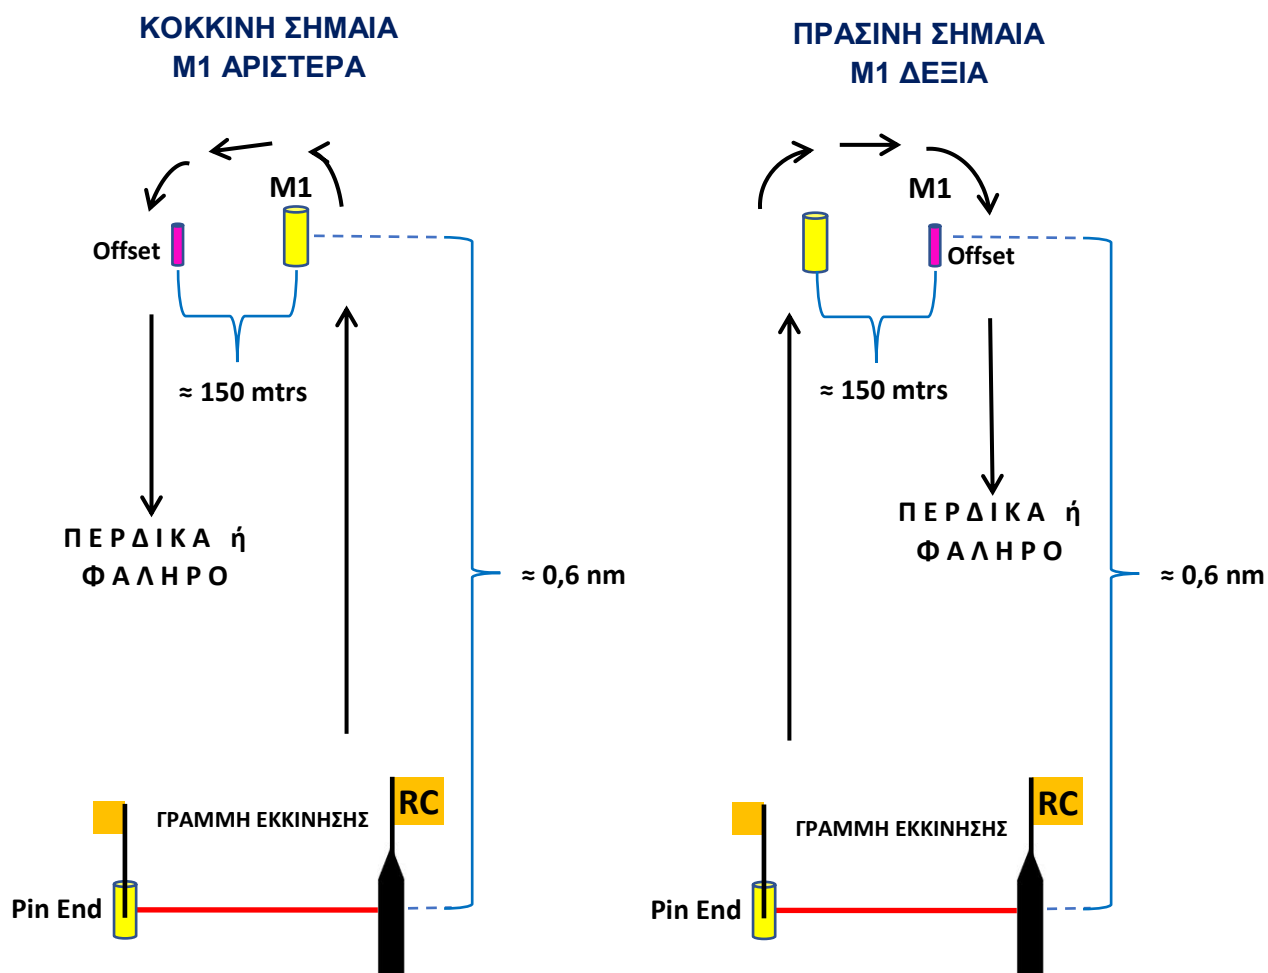 ΚΟΚΚΙΝΗ ΣΗΜΑΙΑ
Μ1 ΑΡΙΣΤΕΡΑ
M1
Offset
≈ 150 mtrs
Π Ε Ρ Δ Ι Κ Α ή
Φ Α Λ Η Ρ Ο
≈ 0,6 nm
RC
ΓΡΑΜΜΗ ΕΚΚΙΝΗΣΗΣ
Pin End
ΠΡΑΣΙΝΗ ΣΗΜΑΙΑ
Μ1 ΔΕΞΙΑ
M1
Offset
≈ 150 mtrs
Π Ε Ρ Δ Ι Κ Α ή
Φ Α Λ Η Ρ Ο
≈ 0,6 nm
RC
ΓΡΑΜΜΗ ΕΚΚΙΝΗΣΗΣ
Pin End